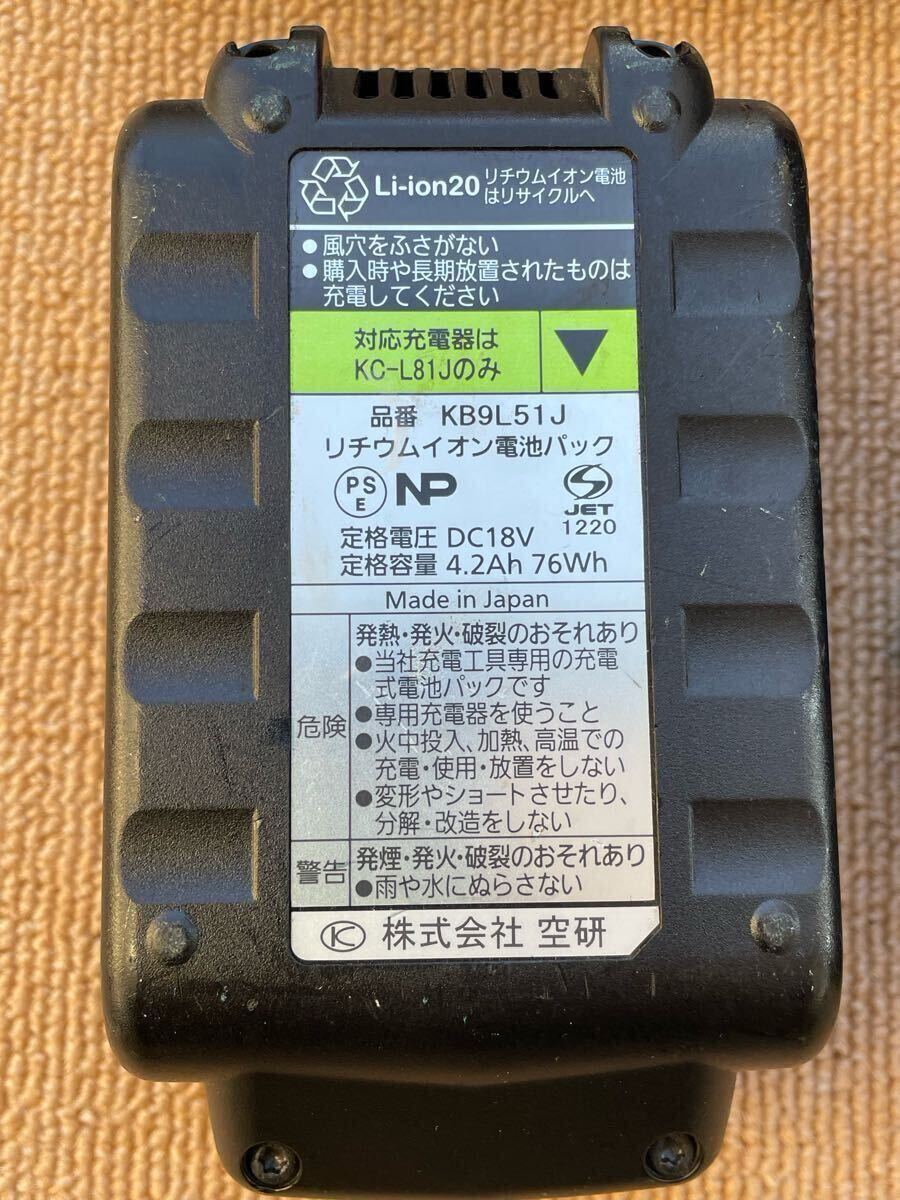 Li-ion20 リチウムイオン電池
はリサイクルへ
●風穴をふさがない
●購入時や長期放置されたものは
充電してください
対応充電器は
KC-L81Jのみ
▼
品番 KB9L51J
リチウムイオン電池パック
PS
E
NP
S
JET
1220
定格電圧 DC18V
定格容量 4.2Ah 76Wh
Made in Japan
危険
発熱・発火・破裂のおそれあり
●当社充電工具専用の充電
式電池パックです
●専用充電器を使うこと
●火中投入、加熱、高温での
充電・使用・放置をしない
●変形やショートさせたり、
分解・改造をしない
警告
発煙・発火・破裂のおそれあり
●雨や水にぬらさない
K 株式会社 空研